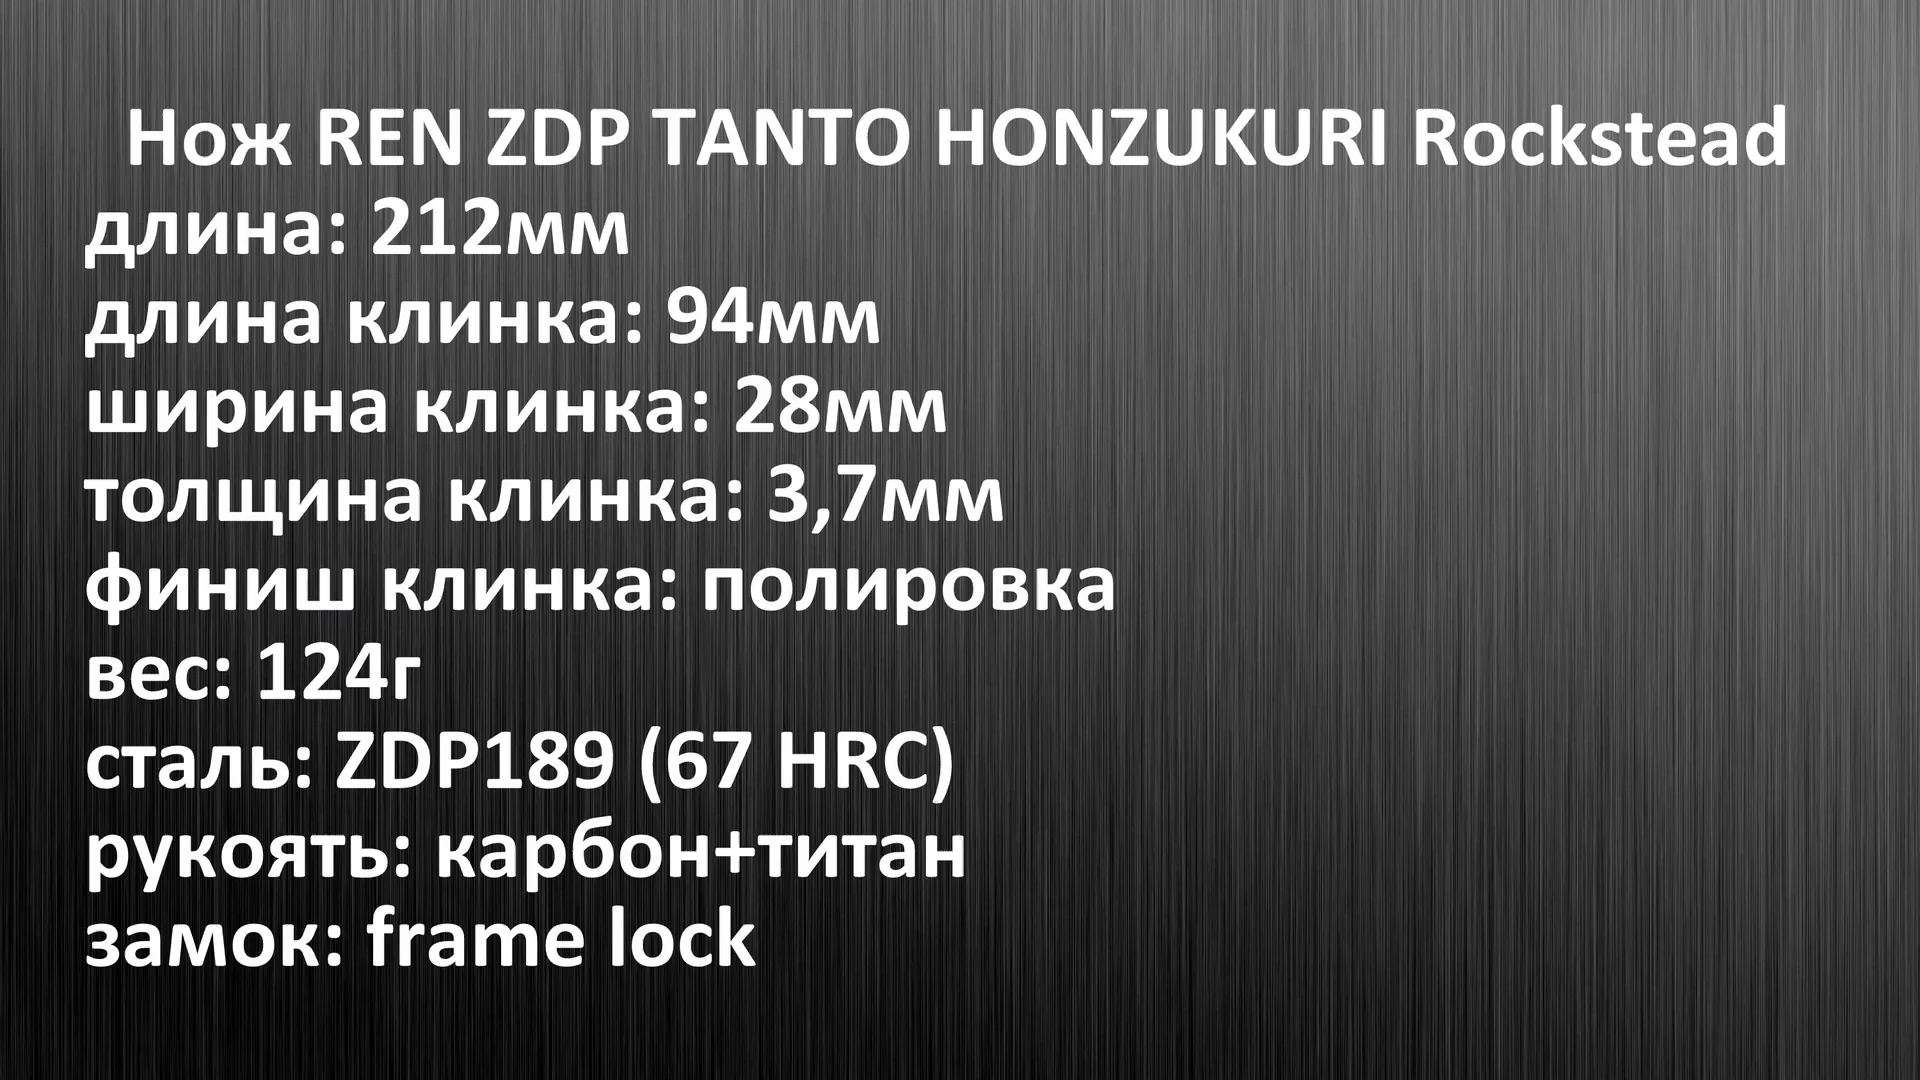 Нож REN ZDP TANTO HONZUKURI Rockstead
длина: 212мм
длина клинка: 94мм
ширина клинка: 28мм
толщина клинка: 3,7мм
финиш клинка: полировка
вес: 124г
сталь: ZDP189 (67 HRC)
рукоять: карбон+титан
замок: frame lock